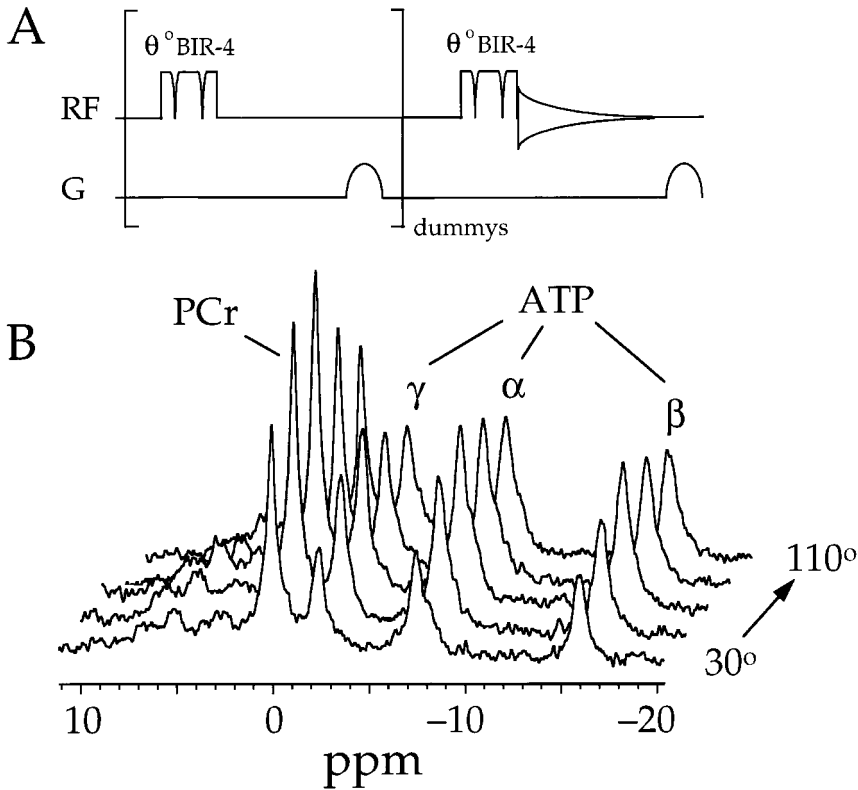 A
θ° BIR-4
θ° BIR-4
RF
G
dummys
B
PCr
ATP
γ
α
β
110°
30°
10
0
−10
−20
ppm